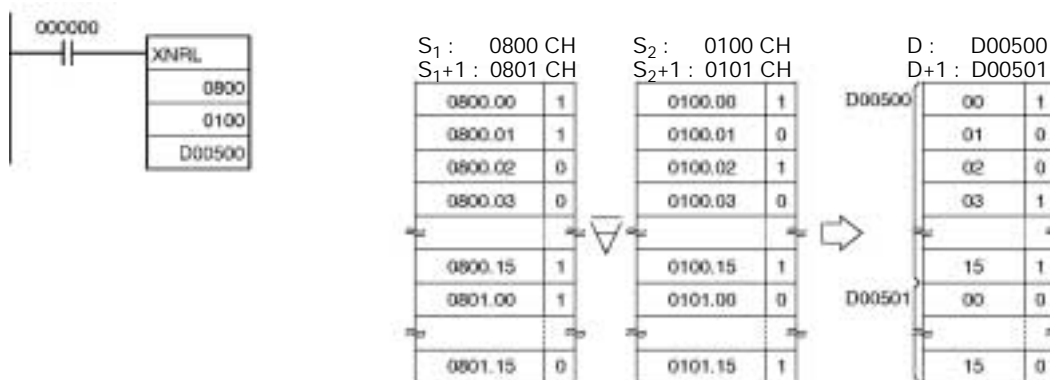 000000
XNRL
0800
0100
D00500
S₁ : 0800 CH
S₁+1 : 0801 CH
0800.00 1
0800.01 1
0800.02 0
0800.03 0
0800.15 1
0801.00 1
0801.15 0
S₂ : 0100 CH
S₂+1 : 0101 CH
0100.00 1
0100.01 0
0100.02 1
0100.03 0
0100.15 1
0101.00 0
0101.15 1
D : D00500
D+1 : D00501
D00500
00 1
01 0
02 0
03 1
15 1
D00501
00 0
15 0